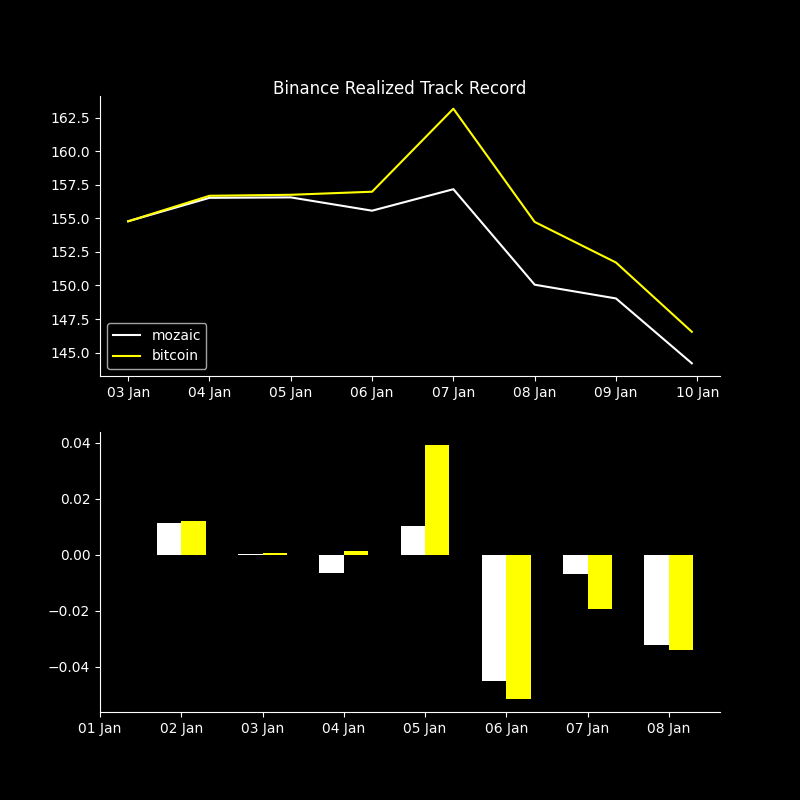 Binance Realized Track Record
162.5
160.0
157.5
155.0
152.5
150.0
147.5
145.0
mozaic
bitcoin
03 Jan 04 Jan 05 Jan 06 Jan 07 Jan 08 Jan 09 Jan 10 Jan
0.04
0.02
0.00
−0.02
−0.04
01 Jan 02 Jan 03 Jan 04 Jan 05 Jan 06 Jan 07 Jan 08 Jan